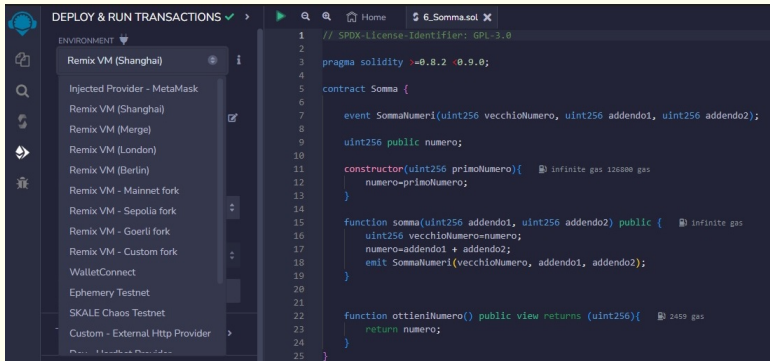 DEPLOY & RUN TRANSACTIONS
ENVIRONMENT
Remix VM (Shanghai)
Injected Provider - MetaMask
Remix VM (Shanghai)
Remix VM (Merge)
Remix VM (London)
Remix VM (Berlin)
Remix VM - Mainnet fork
Remix VM - Sepolia fork
Remix VM - Goerli fork
Remix VM - Custom fork
WalletConnect
Ephemery Testnet
SKALE Chaos Testnet
Custom - External Http Provider
Home 6_Somma.sol
1 // SPDX-License-Identifier: GPL-3.0
2
3 pragma solidity >=0.8.2 <0.9.0;
4
5 contract Somma {
6
7 event SommaNumeri(uint256 vecchioNumero, uint256 addendo1, uint256 addendo2);
8
9 uint256 public numero;
10
11 constructor(uint256 primoNumero){ infinite gas 126800 gas
12 numero=primoNumero;
13 }
14
15 function somma(uint256 addendo1, uint256 addendo2) public { infinite gas
16 uint256 vecchioNumero=numero;
17 numero=addendo1 + addendo2;
18 emit SommaNumeri(vecchioNumero, addendo1, addendo2);
19 }
20
21
22 function ottieniNumero() public view returns (uint256){ 2459 gas
23 return numero;
24 }
25 }